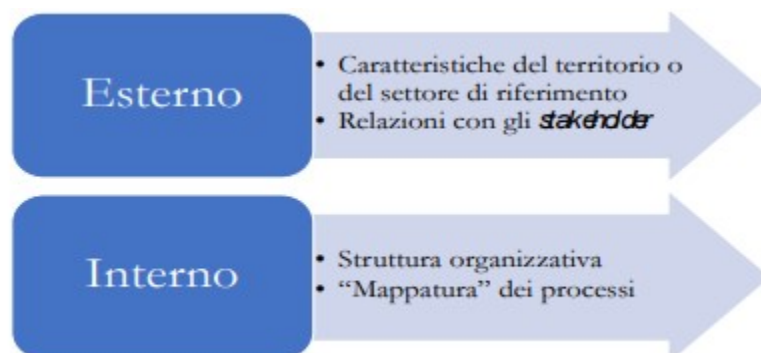 Esterno
• Caratteristiche del territorio o
del settore di riferimento
• Relazioni con gli stakeholder
Interno
• Struttura organizzativa
• “Mappatura” dei processi